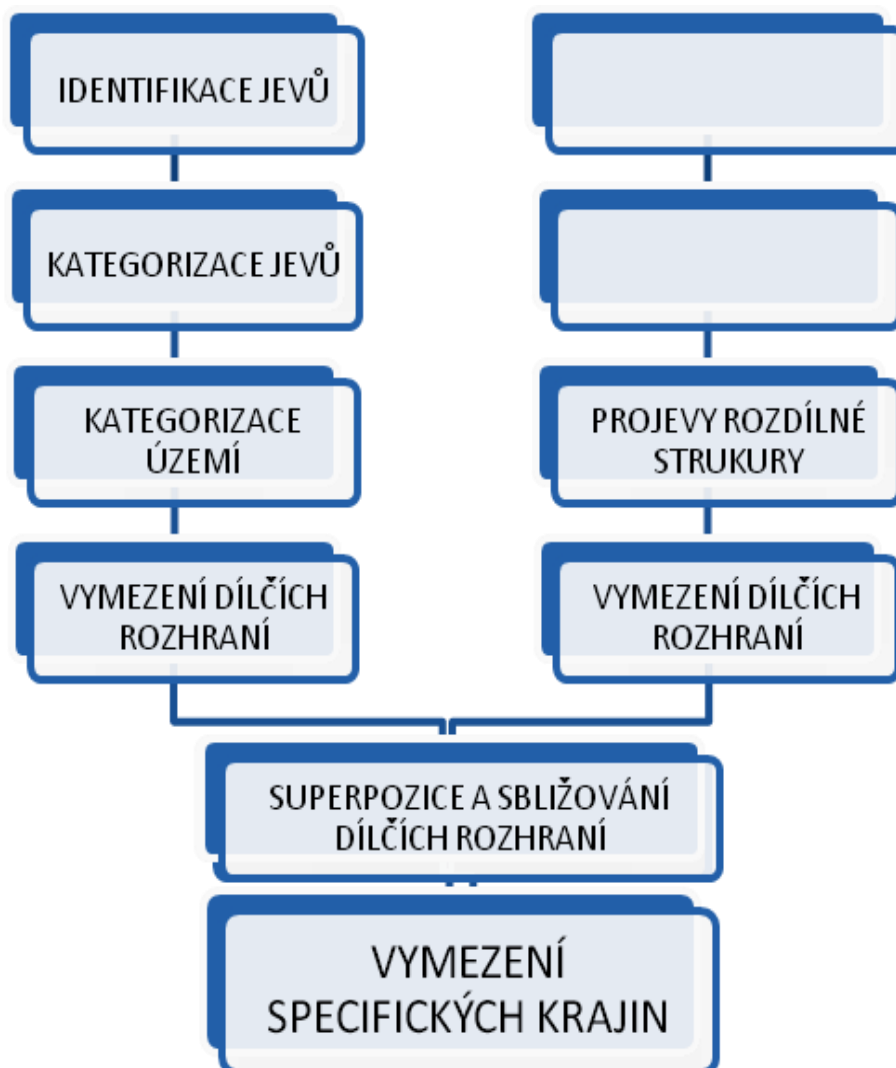 IDENTIFIKACE JEVŮ
KATEGORIZACE JEVŮ
KATEGORIZACE
ÚZEMÍ
PROJEVY ROZDÍLNÉ
STRUKURY
VYMEZENÍ DÍLČÍCH
ROZHRANÍ
VYMEZENÍ DÍLČÍCH
ROZHRANÍ
SUPERPOZICE A SBLIŽOVÁNÍ
DÍLČÍCH ROZHRANÍ
VYMEZENÍ
SPECIFICKÝCH KRAJIN